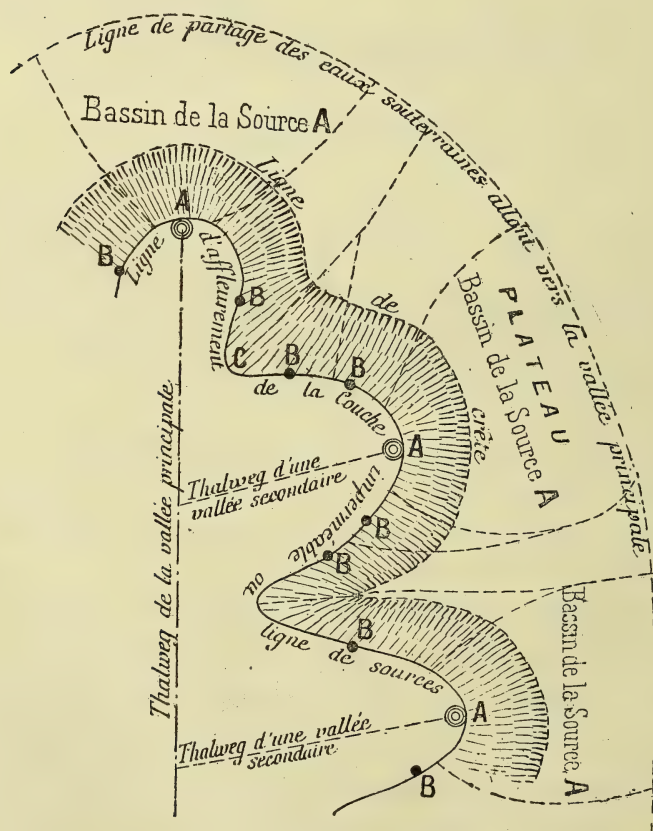 Ligne de partage des eaux souterraines allant vers la vallée principale
Bassin de la Source A
Ligne de crête
A
B
Ligne d'affleurement de la Couche imperméable ou ligne de sources
B
C
B
B
PLATEAU
Bassin de la Source A
A
Thalweg d'une
vallée secondaire
Thalweg de la vallée principale
B
B
B
Bassin de la Source A
A
Thalweg d'une vallée
secondaire
B